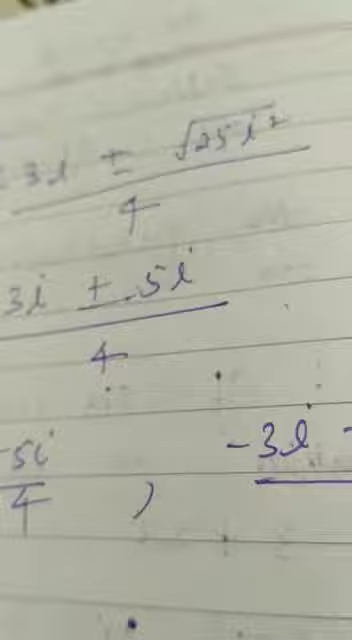 3i ± √25i²
4
3i ± 5i
4
-5i
4 , -3i -